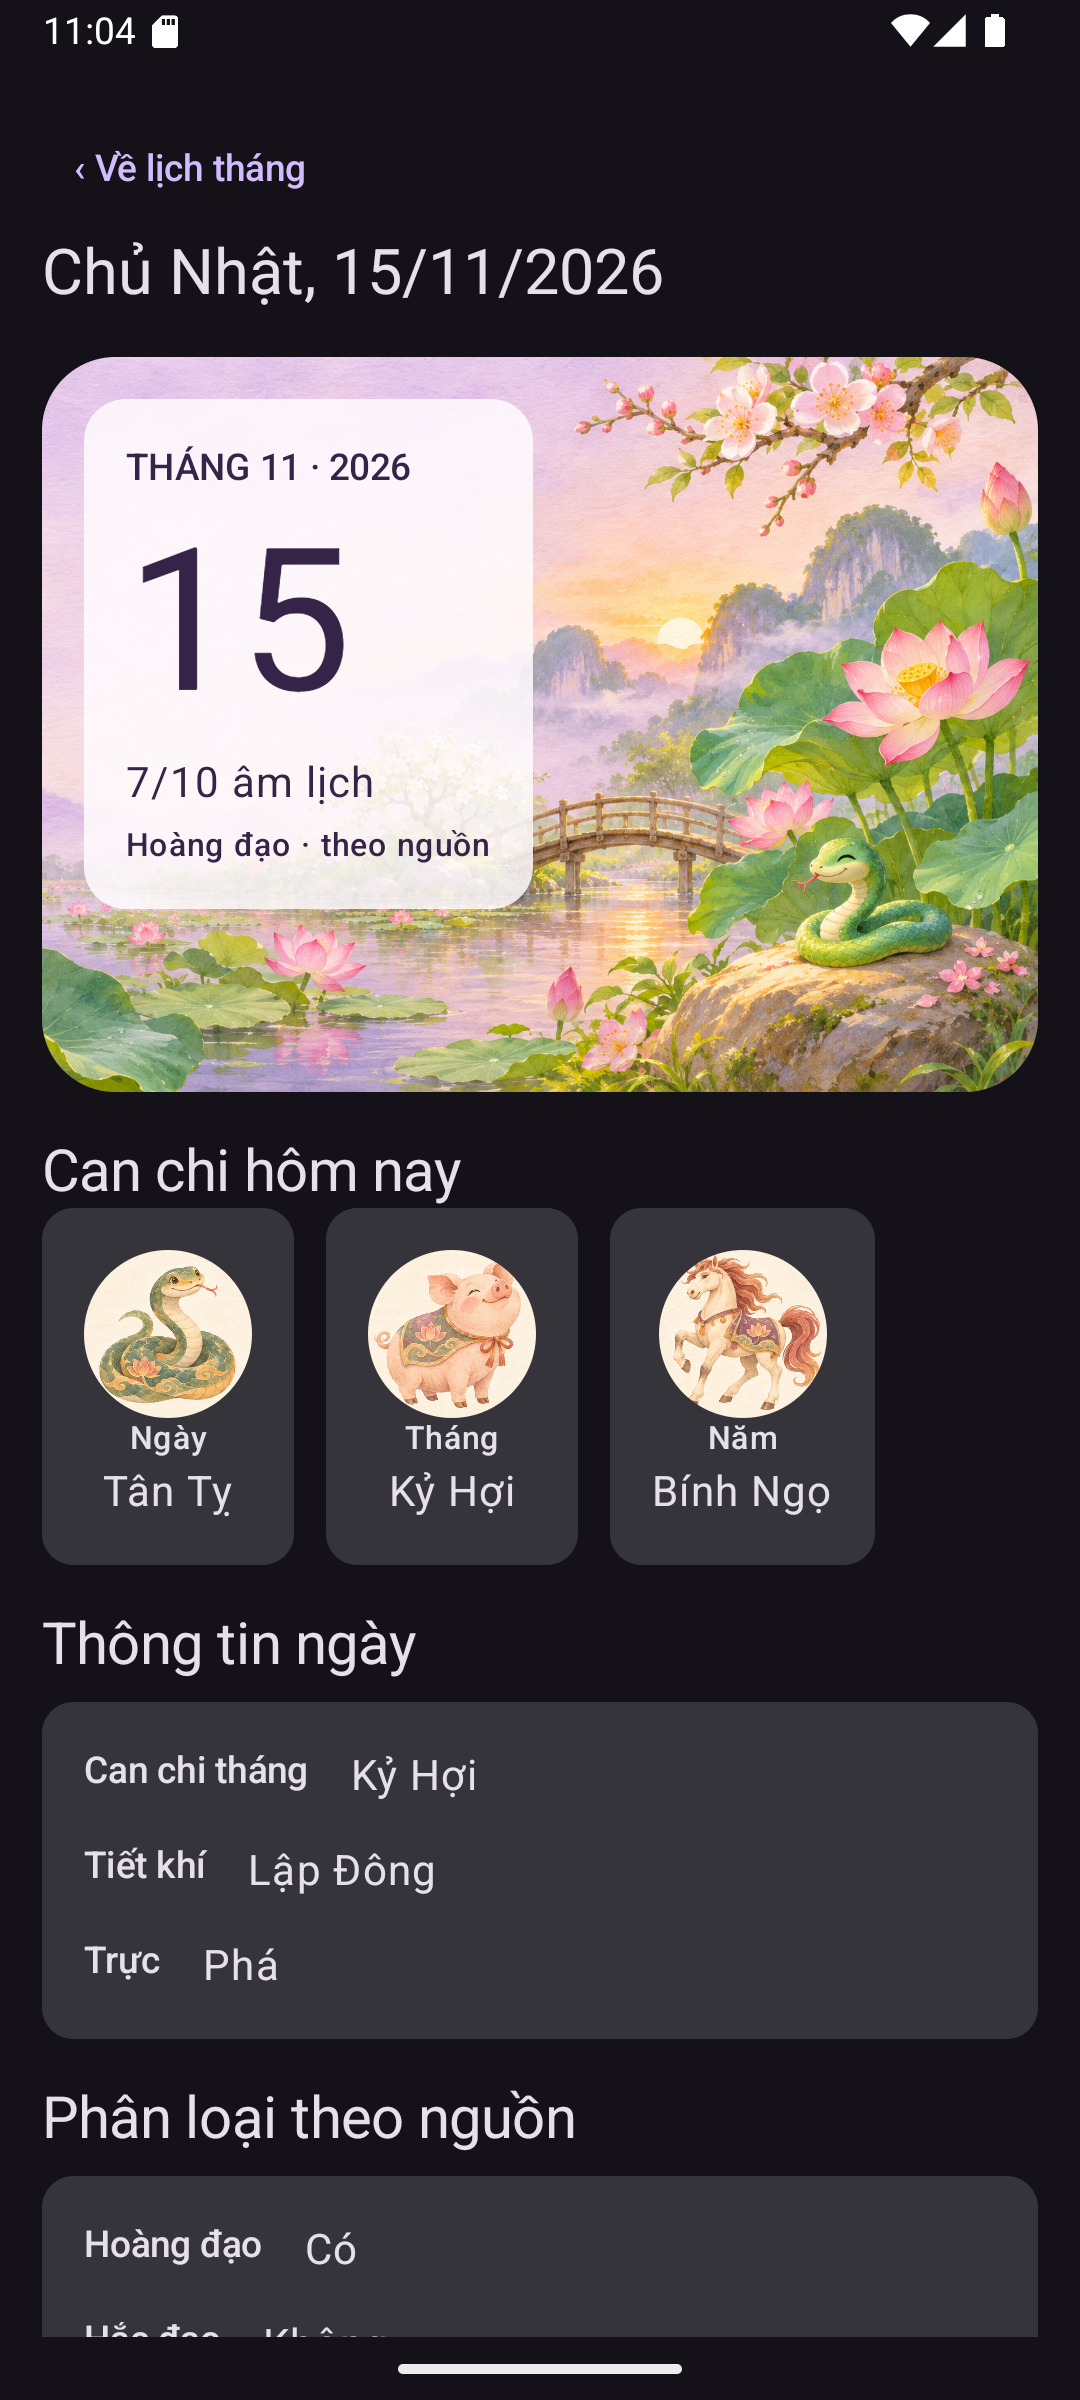 11:04
‹ Về lịch tháng
Chủ Nhật, 15/11/2026
THÁNG 11 · 2026
15
7/10 âm lịch
Hoàng đạo · theo nguồn
Can chi hôm nay
Ngày
Tân Tỵ
Tháng
Kỷ Hợi
Năm
Bính Ngọ
Thông tin ngày
Can chi tháng Kỷ Hợi
Tiết khí Lập Đông
Trực Phá
Phân loại theo nguồn
Hoàng đạo Có